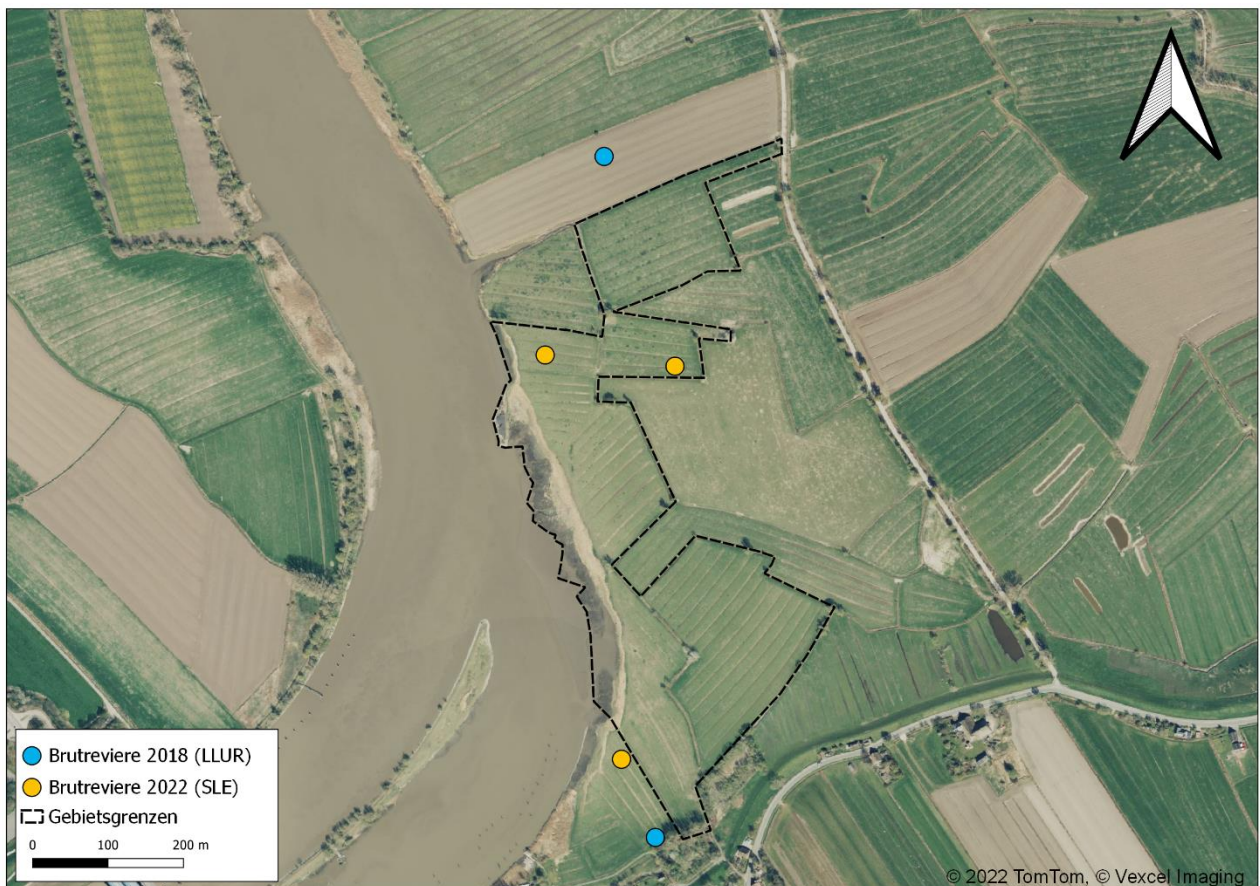 Brutreviere 2018 (LLUR)
Brutreviere 2022 (SLE)
Gebietsgrenzen
0 100 200 m
© 2022 TomTom, © Vexcel Imaging